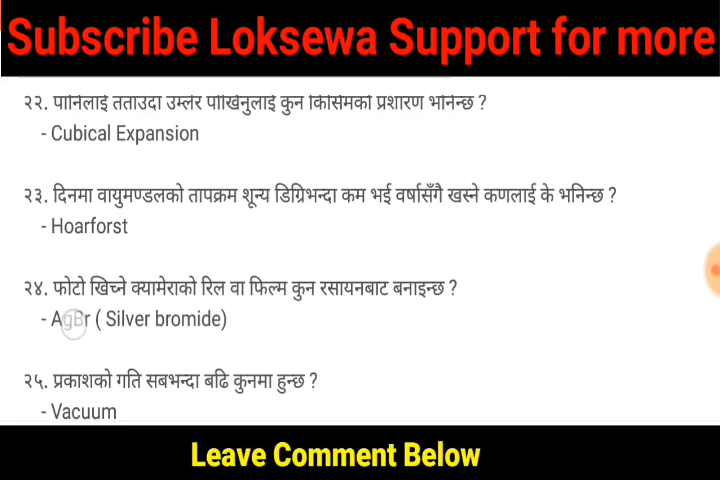 Subscribe Loksewa Support for more
२२. पानिलाई तताउदा उम्लेर पोखिनुलाई कुन किसिमको प्रशारण भनिन्छ ?
- Cubical Expansion
२३. दिनमा वायुमण्डलको तापक्रम शून्य डिग्रिभन्दा कम भई वर्षासँगै खस्ने कणलाई के भनिन्छ ?
- Hoarforst
२४. फोटो खिच्ने क्यामेराको रिल वा फिल्म कुन रसायनबाट बनाइन्छ ?
- AgBr ( Silver bromide)
२५. प्रकाशको गति सबभन्दा बढि कुनमा हुन्छ ?
- Vacuum
Leave Comment Below